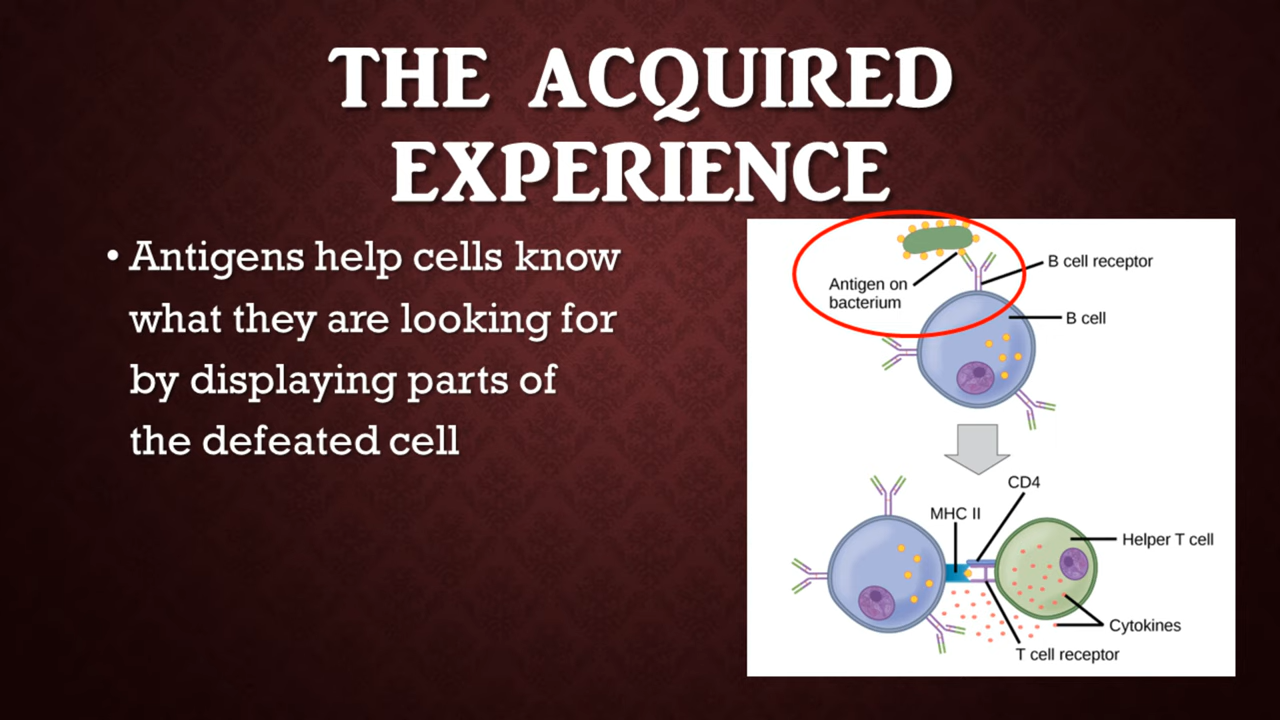 THE ACQUIRED
EXPERIENCE
• Antigens help cells know
what they are looking for
by displaying parts of
the defeated cell
Antigen on
bacterium
B cell receptor
B cell
CD4
MHC II
Helper T cell
Cytokines
T cell receptor